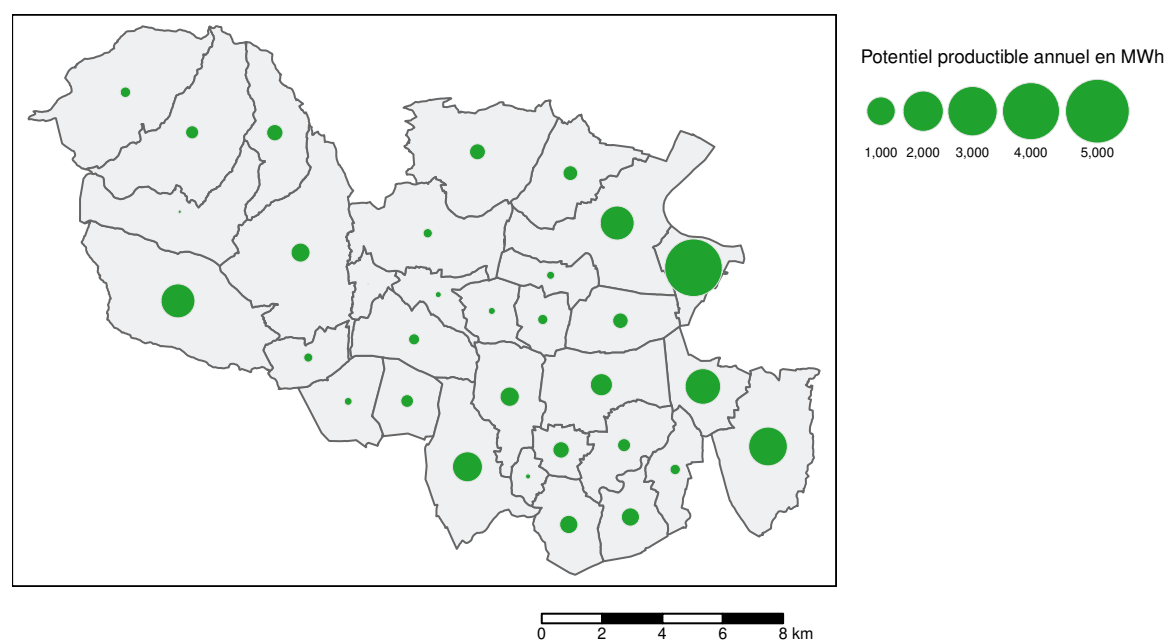 Potentiel productible annuel en MWh
1,000 2,000 3,000 4,000 5,000
0 2 4 6 8 km